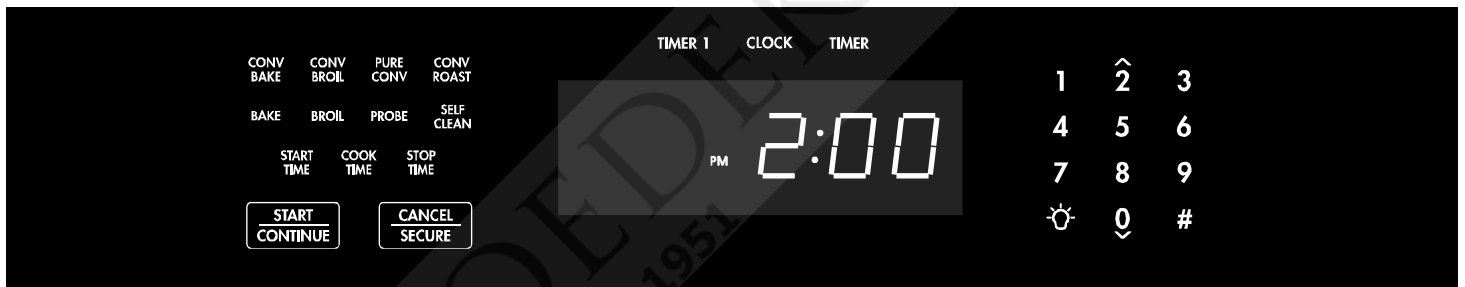 TIMER 1 CLOCK TIMER
CONV BAKE CONV BROIL PURE CONV CONV ROAST
BAKE BROIL PROBE SELF CLEAN
START TIME COOK TIME STOP TIME
START CONTINUE CANCEL SECURE
PM 2:00
1 2 3
4 5 6
7 8 9
0 #
1951